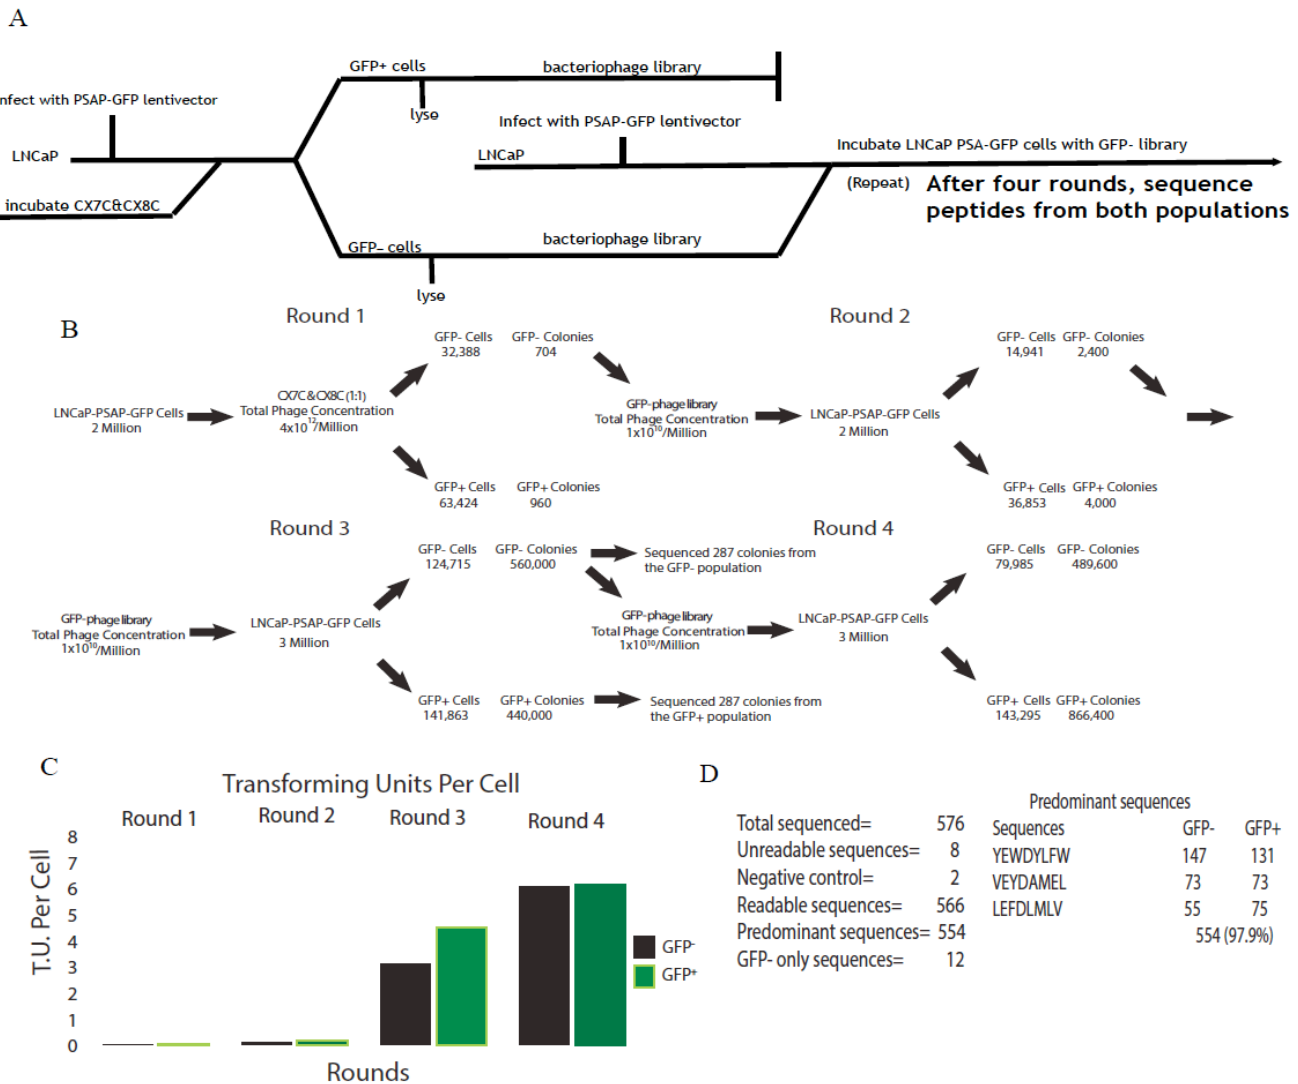 A
GFP+ cells
bacteriophage library
nfect with PSAP-GFP lentivector
lyse
Infect with PSAP-GFP lentivector
LNCaP
LNCaP
Incubate LNCaP PSA-GFP cells with GFP- library
(Repeat)
After four rounds, sequence
peptides from both populations
incubate CX7C&CX8C
GFP- cells
bacteriophage library
lyse
B
Round 1
GFP- Cells
32,388
GFP- Colonies
704
LNCaP-PSAP-GFP Cells
2 Million
CX7C&CX8C(1:1)
Total Phage Concentration
4x10¹²/Million
GFP-phage library
Total Phage Concentration
1x10¹⁰/Million
GFP+ Cells
63,424
GFP+ Colonies
960
Round 2
GFP- Cells
14,941
GFP- Colonies
2,400
LNCaP-PSAP-GFP Cells
2 Million
GFP+ Cells
36,853
GFP+ Colonies
4,000
Round 3
GFP- Cells
124,715
GFP- Colonies
560,000
Sequenced 287 colonies from
the GFP- population
GFP-phage library
Total Phage Concentration
1x10¹⁰/Million
LNCaP-PSAP-GFP Cells
3 Million
GFP-phage library
Total Phage Concentration
1x10¹⁰/Million
GFP+ Cells
141,863
GFP+ Colonies
440,000
Sequenced 287 colonies from
the GFP+ population
Round 4
GFP- Cells
79,985
GFP- Colonies
489,600
LNCaP-PSAP-GFP Cells
3 Million
GFP+ Cells
143,295
GFP+ Colonies
866,400
C
Transforming Units Per Cell
Round 1
Round 2
Round 3
Round 4
T.U. Per Cell
8
7
6
5
4
3
2
1
0
GFP⁻
GFP⁺
Rounds
D
Total sequenced= 576
Unreadable sequences= 8
Negative control= 2
Readable sequences= 566
Predominant sequences= 554
GFP- only sequences= 12
Predominant sequences
Sequences GFP- GFP+
YEWDYLFW 147 131
VEYDAMEL 73 73
LEFDLMLV 55 75
554 (97.9%)